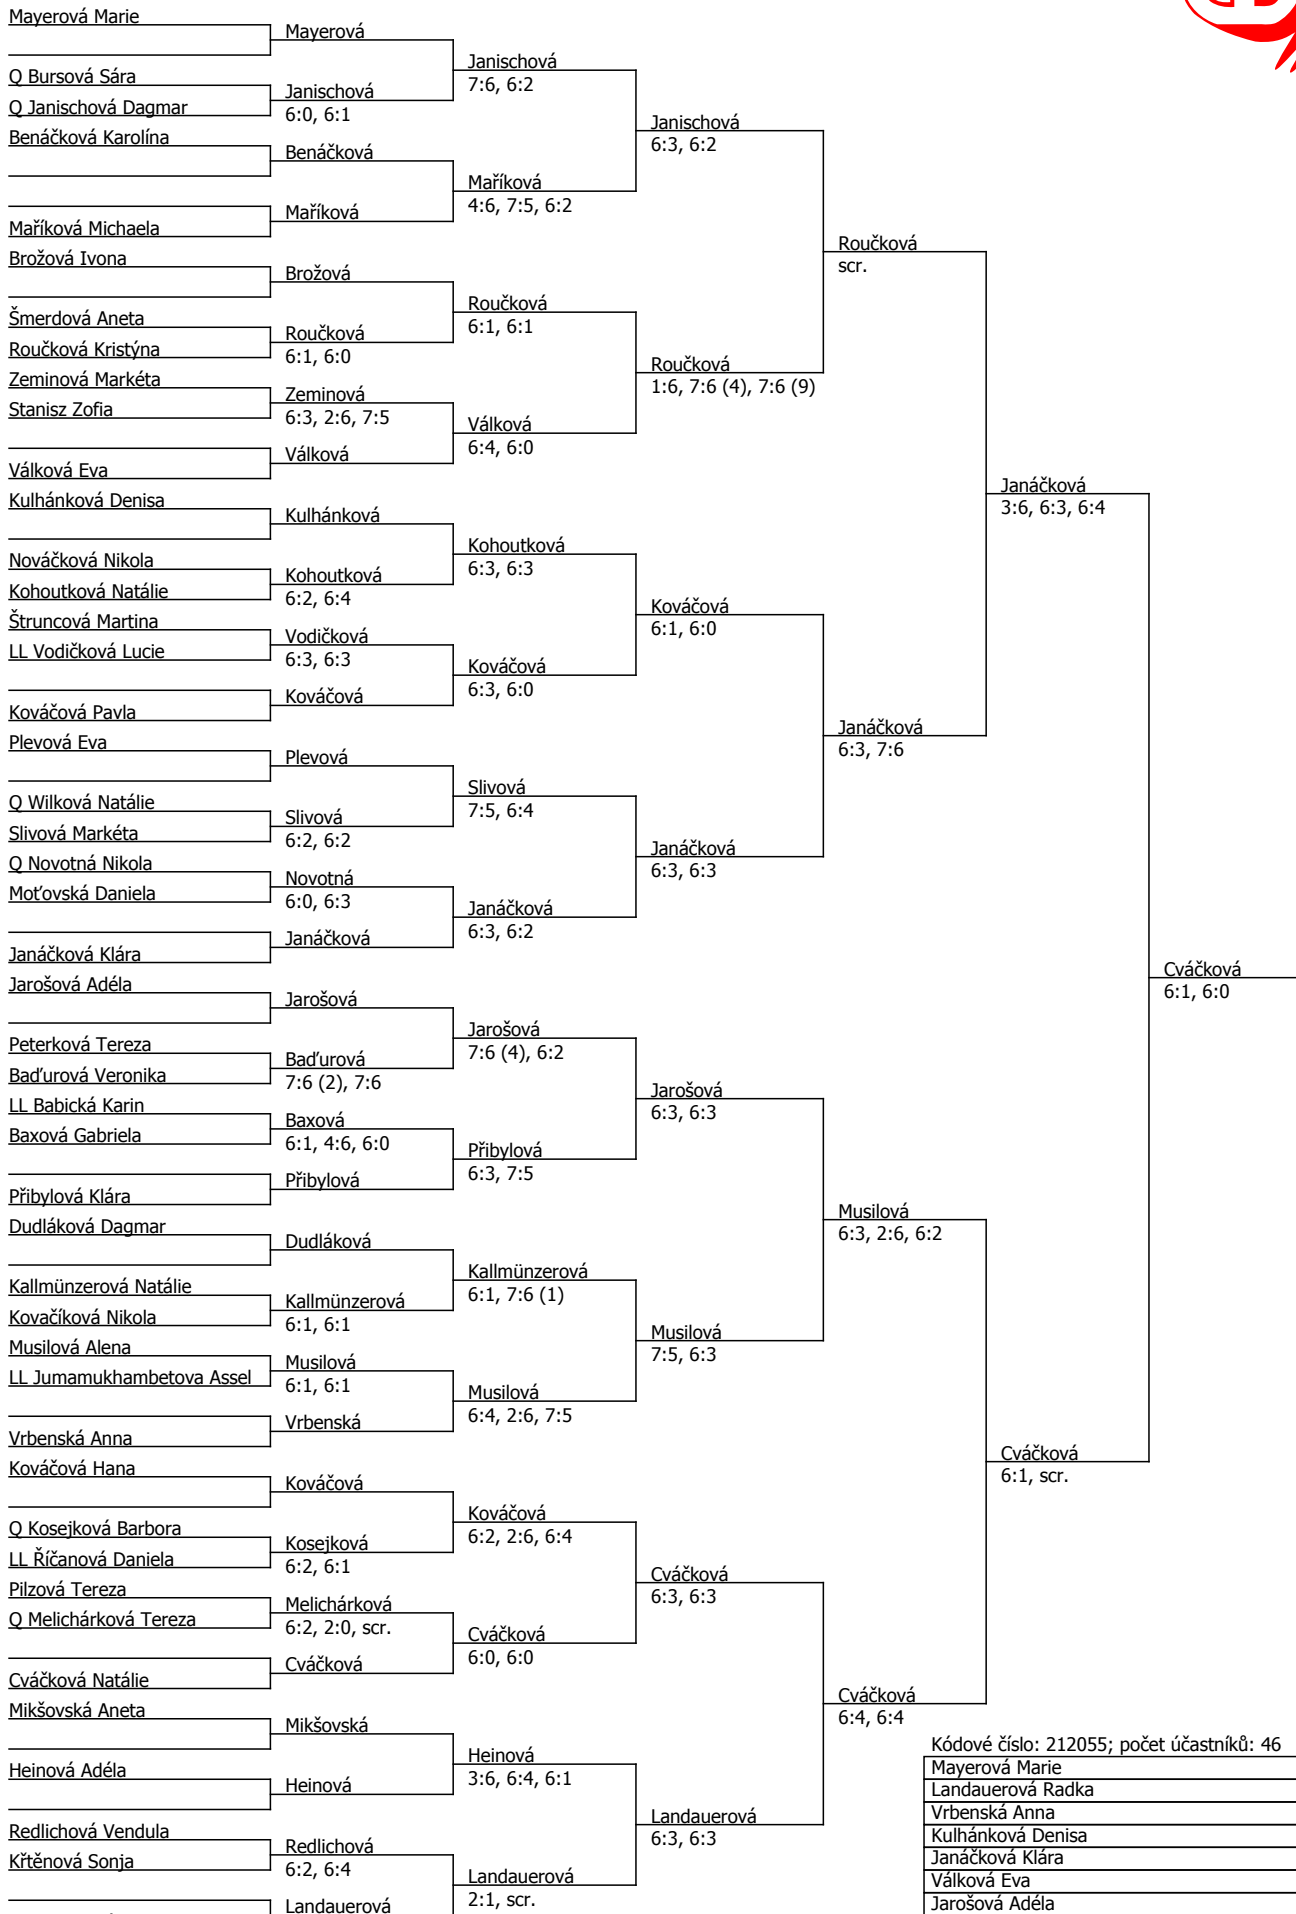 Mayerová Marie
Q Bursová Sára
Q Janischová Dagmar
Benáčková Karolína
Maříková Michaela
Brožová Ivona
Šmerdová Aneta
Roučková Kristýna
Zeminová Markéta
Stanisz Zofia
Válková Eva
Kulhánková Denisa
Nováčková Nikola
Kohoutková Natálie
Štruncová Martina
LL Vodičková Lucie
Kováčová Pavla
Plevová Eva
Q Wilková Natálie
Slivová Markéta
Q Novotná Nikola
Moťovská Daniela
Janáčková Klára
Jarošová Adéla
Peterková Tereza
Baďurová Veronika
LL Babická Karin
Baxová Gabriela
Přibylová Klára
Dudláková Dagmar
Kallmünzerová Natálie
Kovačíková Nikola
Musilová Alena
LL Jumamukhambetova Assel
Vrbenská Anna
Kováčová Hana
Q Kosejková Barbora
LL Říčanová Daniela
Pilzová Tereza
Q Melichárková Tereza
Cváčková Natálie
Mikšovská Aneta
Heinová Adéla
Redlichová Vendula
Křtěnová Sonja
Mayerová
Janischová
6:0, 6:1
Benáčková
Maříková
Brožová
Roučková
6:1, 6:0
Zeminová
6:3, 2:6, 7:5
Válková
Kulhánková
Kohoutková
6:2, 6:4
Vodičková
6:3, 6:3
Kováčová
Plevová
Slivová
6:2, 6:2
Novotná
6:0, 6:3
Janáčková
Jarošová
Baďurová
7:6 (2), 7:6
Baxová
6:1, 4:6, 6:0
Přibylová
Dudláková
Kallmünzerová
6:1, 6:1
Musilová
6:1, 6:1
Vrbenská
Kováčová
Kosejková
6:2, 6:1
Melichárková
6:2, 2:0, scr.
Cváčková
Mikšovská
Heinová
Redlichová
6:2, 6:4
Landauerová
Janischová
7:6, 6:2
Maříková
4:6, 7:5, 6:2
Roučková
6:1, 6:1
Válková
6:4, 6:0
Kohoutková
6:3, 6:3
Kováčová
6:3, 6:0
Slivová
7:5, 6:4
Janáčková
6:3, 6:2
Jarošová
7:6 (4), 6:2
Přibylová
6:3, 7:5
Kallmünzerová
6:1, 7:6 (1)
Musilová
6:4, 2:6, 7:5
Kováčová
6:2, 2:6, 6:4
Cváčková
6:0, 6:0
Heinová
3:6, 6:4, 6:1
Landauerová
2:1, scr.
Janischová
6:3, 6:2
Roučková
1:6, 7:6 (4), 7:6 (9)
Kováčová
6:1, 6:0
Janáčková
6:3, 6:3
Jarošová
6:3, 6:3
Musilová
7:5, 6:3
Cváčková
6:3, 6:3
Landauerová
6:3, 6:3
Roučková
scr.
Janáčková
6:3, 7:6
Musilová
6:3, 2:6, 6:2
Cváčková
6:4, 6:4
Janáčková
3:6, 6:3, 6:4
Cváčková
6:1, scr.
Cváčková
6:1, 6:0
Kódové číslo: 212055; počet účastníků: 46
Mayerová Marie
Landauerová Radka
Vrbenská Anna
Kulhánková Denisa
Janáčková Klára
Válková Eva
Jarošová Adéla